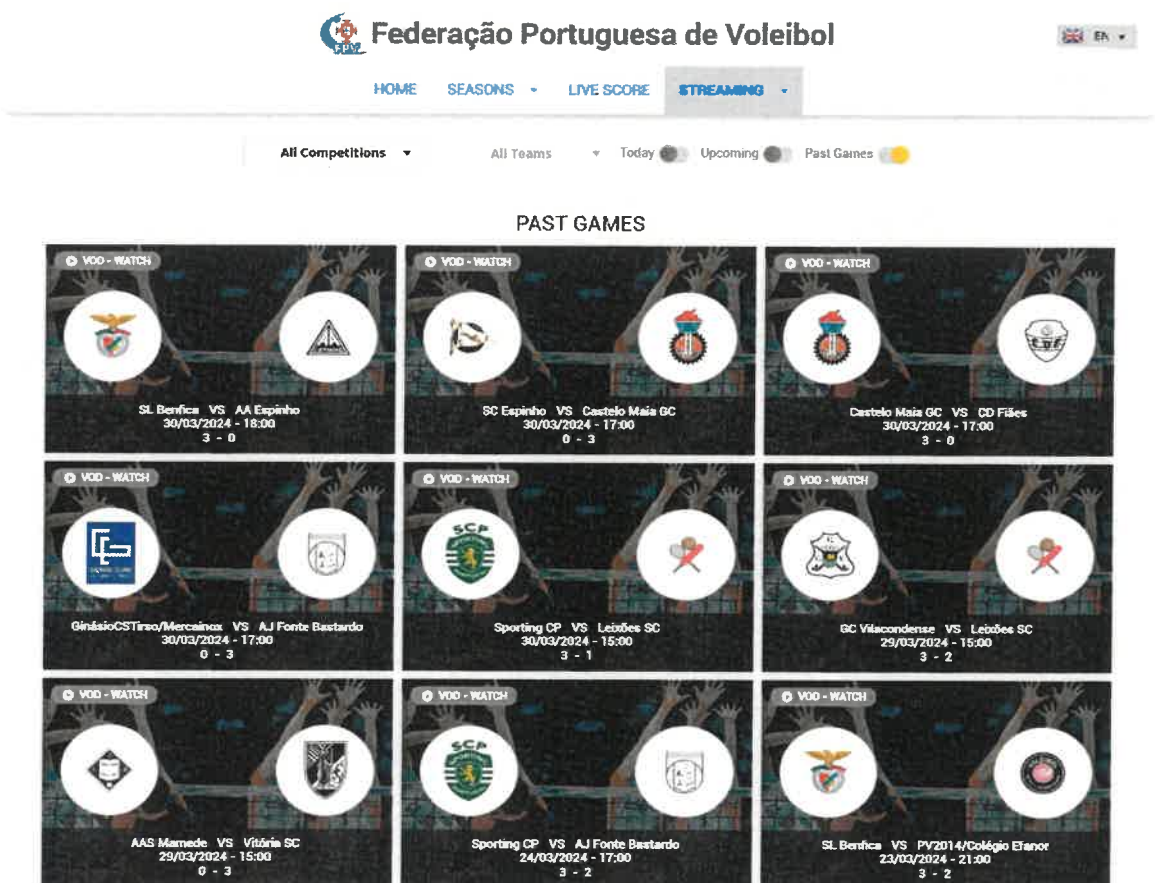 Federação Portuguesa de Voleibol
EN
HOME SEASONS LIVE SCORE STREAMING
All Competitions All Teams Today Upcoming Past Games
PAST GAMES
VOD - WATCH
SL Benfica VS AA Espinho
30/03/2024 - 18:00
3 - 0
VOD - WATCH
SC Espinho VS Castelo Maia GC
30/03/2024 - 17:00
0 - 3
VOD - WATCH
Castelo Maia GC VS CD Fiães
30/03/2024 - 17:00
3 - 0
VOD - WATCH
GinásioCSTirso/Mercainox VS AJ Fonte Bastardo
30/03/2024 - 17:00
0 - 3
VOD - WATCH
SCP
Sporting CP VS Leixões SC
30/03/2024 - 15:00
3 - 1
VOD - WATCH
GC Vilacondense VS Leixões SC
29/03/2024 - 15:00
3 - 2
VOD - WATCH
AAS Mamede VS Vitória SC
29/03/2024 - 15:00
0 - 3
VOD - WATCH
SCP
Sporting CP VS AJ Fonte Bastardo
24/03/2024 - 17:00
3 - 2
VOD - WATCH
SL Benfica VS PV2014/Colégio Efanor
23/03/2024 - 21:00
3 - 2